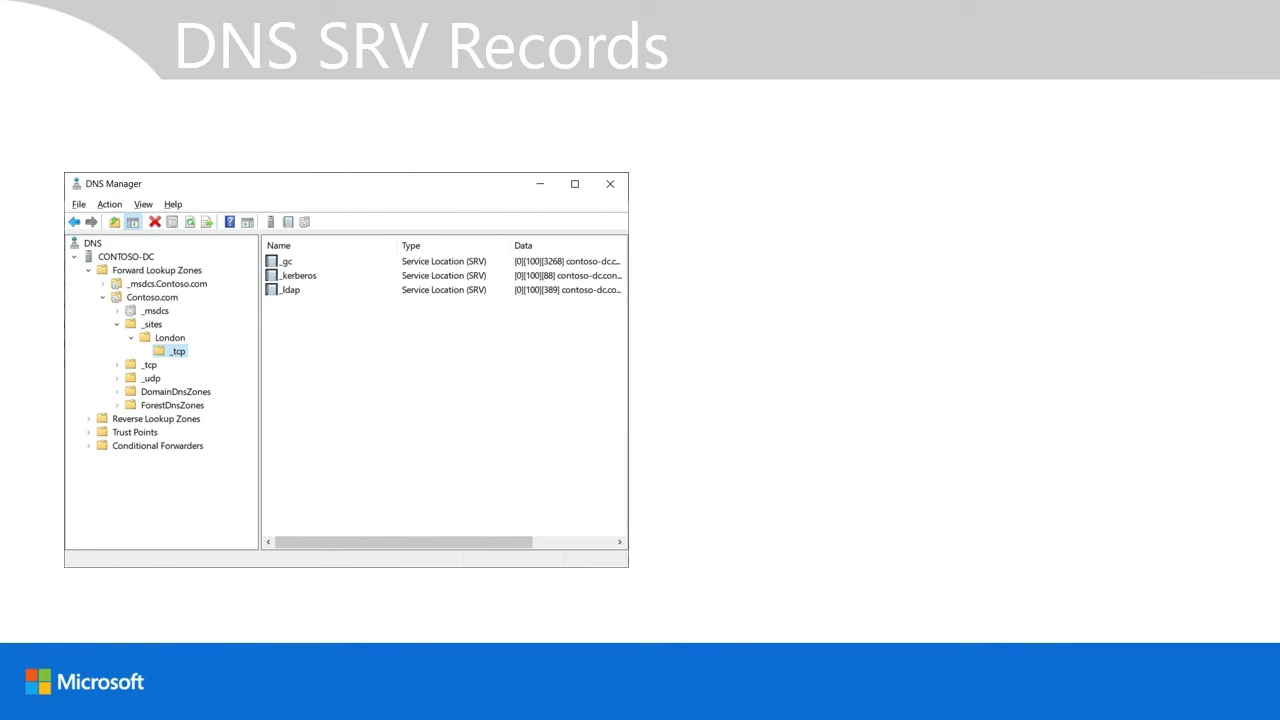 DNS SRV Records
DNS Manager
File Action View Help
DNS
CONTOSO-DC
Forward Lookup Zones
_msdcs.Contoso.com
Contoso.com
_msdcs
_sites
London
_tcp
_tcp
_udp
DomainDnsZones
ForestDnsZones
Reverse Lookup Zones
Trust Points
Conditional Forwarders
Name Type Data
_gc Service Location (SRV) [0][100][3268] contoso-dc.c...
_kerberos Service Location (SRV) [0][100][88] contoso-dc.con...
_ldap Service Location (SRV) [0][100][389] contoso-dc.co...
Microsoft